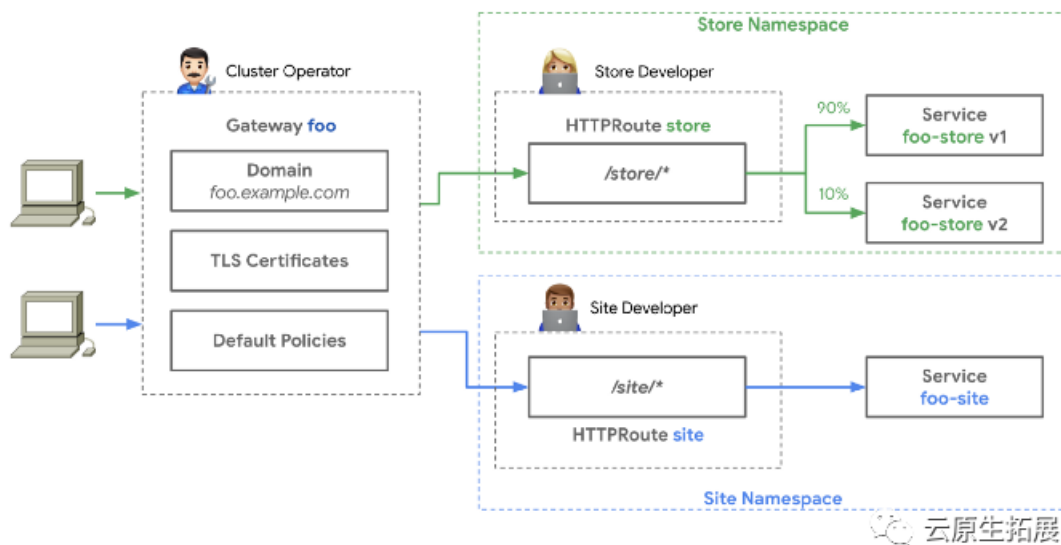 Store Namespace
Cluster Operator
Store Developer
Gateway foo
HTTPRoute store
90%
Service
foo-store v1
Domain
foo.example.com
/store/*
10%
Service
foo-store v2
TLS Certificates
Site Developer
Default Policies
/site/*
Service
foo-site
HTTPRoute site
Site Namespace
云原生拓展